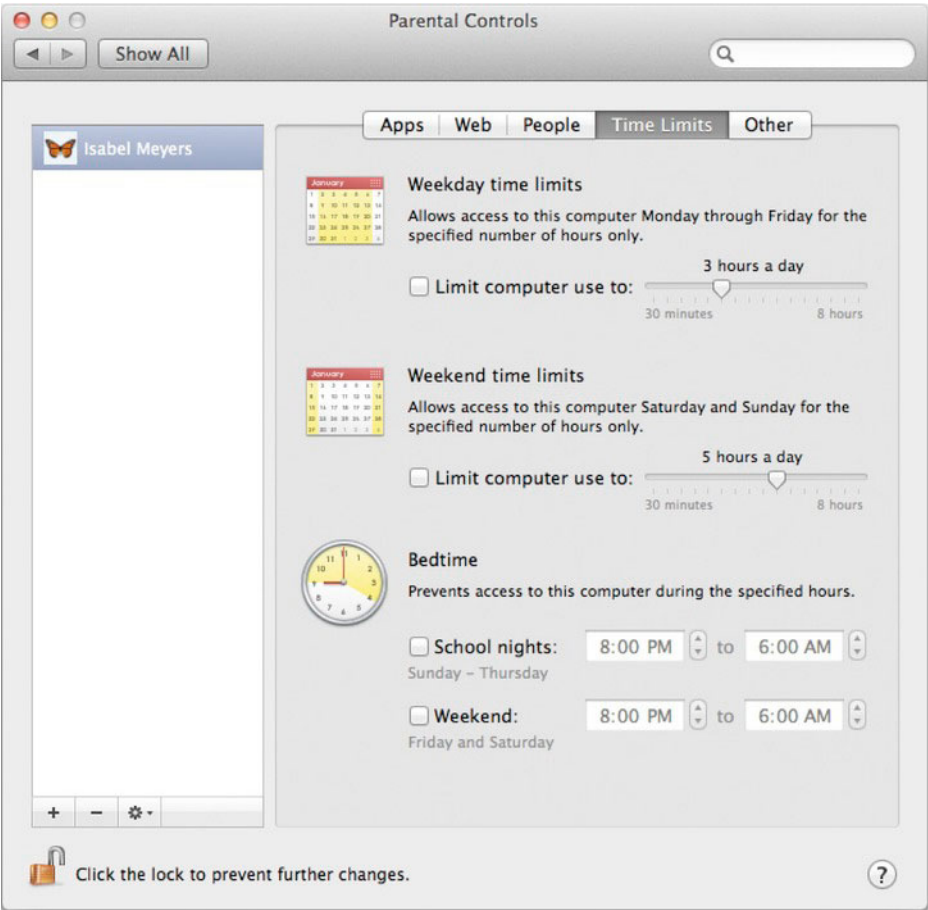 Parental Controls
Show All
Apps Web People Time Limits Other
Isabel Meyers
January
Weekday time limits
Allows access to this computer Monday through Friday for the
specified number of hours only.
3 hours a day
Limit computer use to:
30 minutes 8 hours
January
Weekend time limits
Allows access to this computer Saturday and Sunday for the
specified number of hours only.
5 hours a day
Limit computer use to:
30 minutes 8 hours
Bedtime
Prevents access to this computer during the specified hours.
School nights: 8:00 PM to 6:00 AM
Sunday – Thursday
Weekend: 8:00 PM to 6:00 AM
Friday and Saturday
Click the lock to prevent further changes.
?